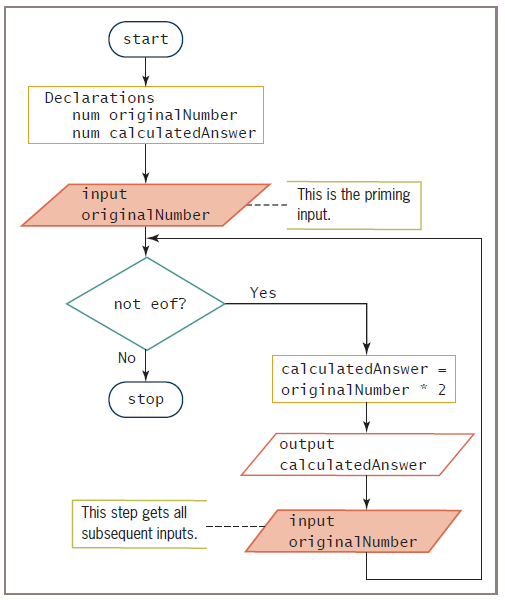 start
Declarations
num originalNumber
num calculatedAnswer
input
originalNumber
This is the priming
input.
not eof?
Yes
No
calculatedAnswer =
originalNumber * 2
stop
output
calculatedAnswer
This step gets all
subsequent inputs.
input
originalNumber